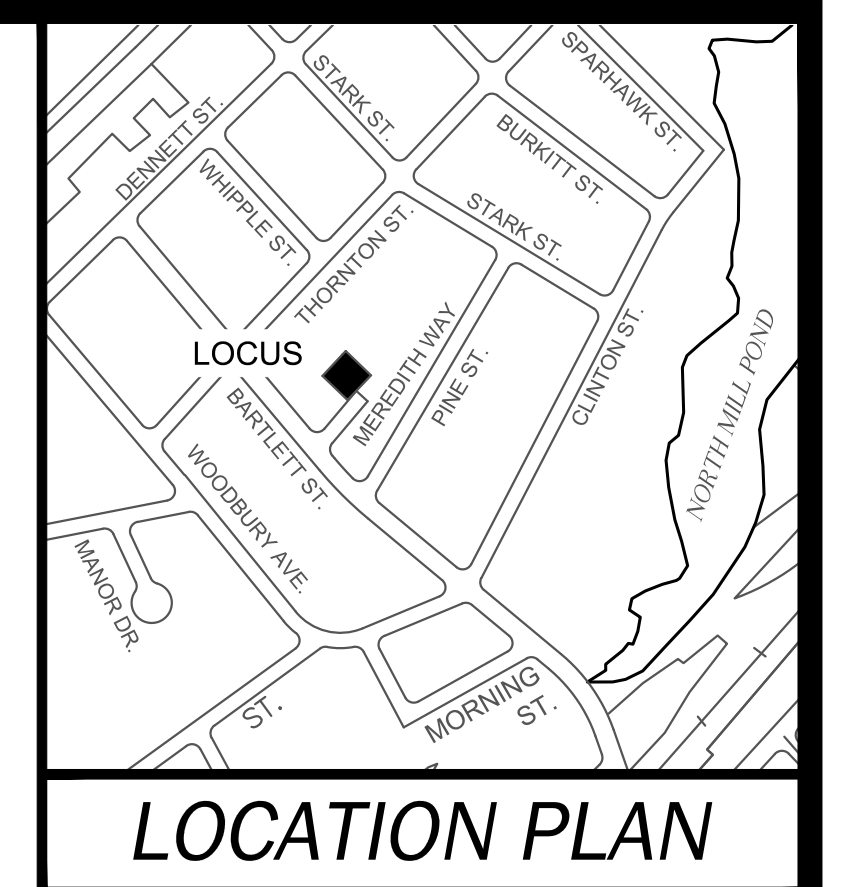 SPARHAWK ST.
STARK ST.
DENNETT ST.
BURKITT ST.
WHIPPLE ST.
STARK ST.
THORNTON ST.
LOCUS
MEREDITH WAY
PINE ST.
CLINTON ST.
NORTH MILL POND
BARTLETT ST.
WOODBURY AVE.
MANOR DR.
ST.
MORNING
ST.
LOCATION PLAN